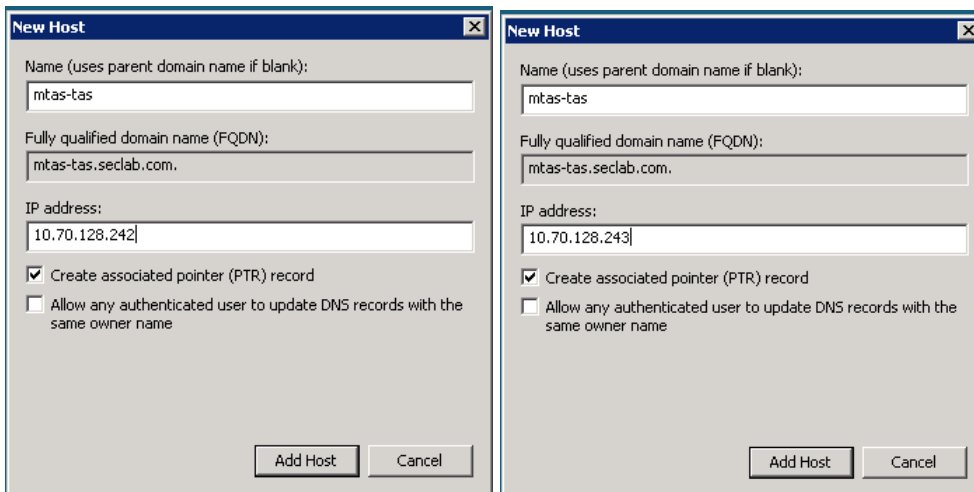 New Host
Name (uses parent domain name if blank):
mtas-tas
Fully qualified domain name (FQDN):
mtas-tas.seclab.com.
IP address:
10.70.128.242
Create associated pointer (PTR) record
Allow any authenticated user to update DNS records with the
same owner name
Add Host
Cancel
New Host
Name (uses parent domain name if blank):
mtas-tas
Fully qualified domain name (FQDN):
mtas-tas.seclab.com.
IP address:
10.70.128.243
Create associated pointer (PTR) record
Allow any authenticated user to update DNS records with the
same owner name
Add Host
Cancel